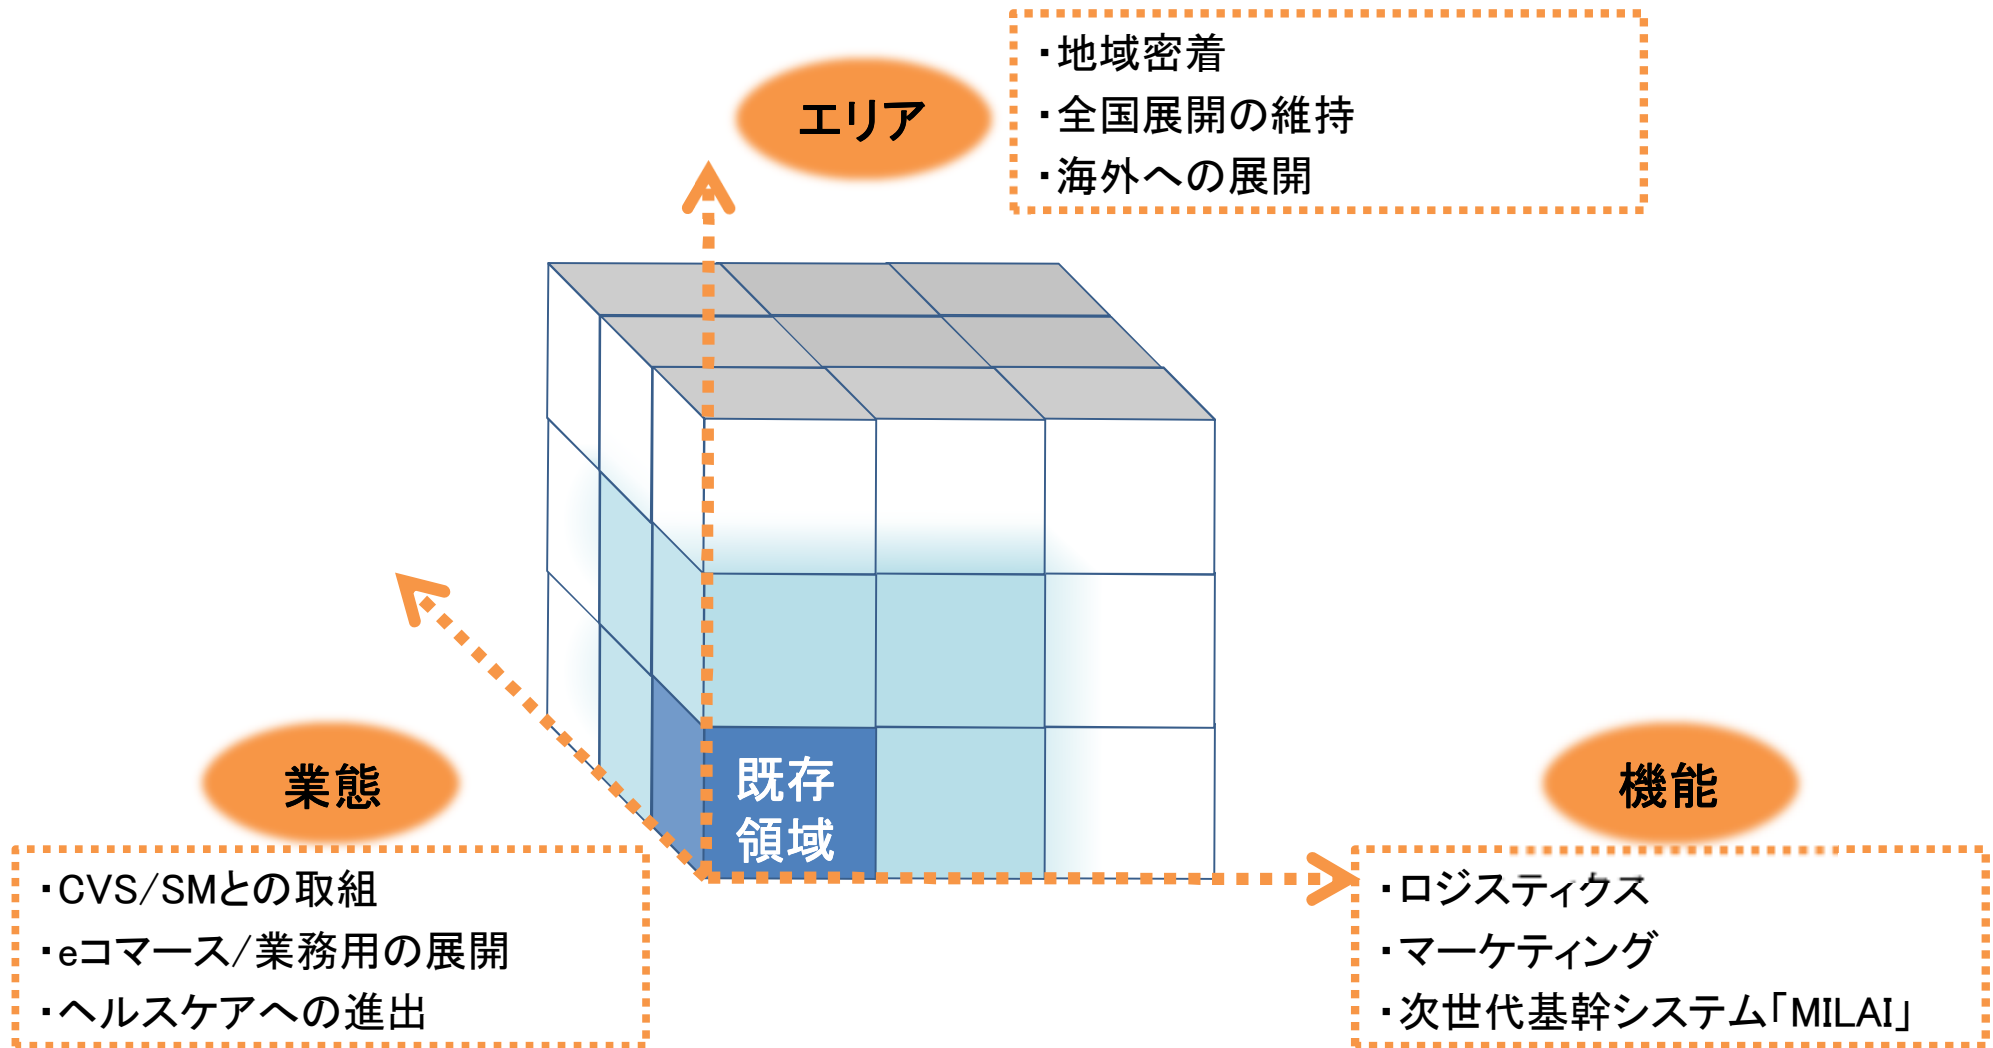 エリア
・地域密着
・全国展開の維持
・海外への展開
既存
領域
業態
・CVS/SMとの取組
・eコマース/業務用の展開
・ヘルスケアへの進出
機能
・ロジスティクス
・マーケティング
・次世代基幹システム「MILAI」